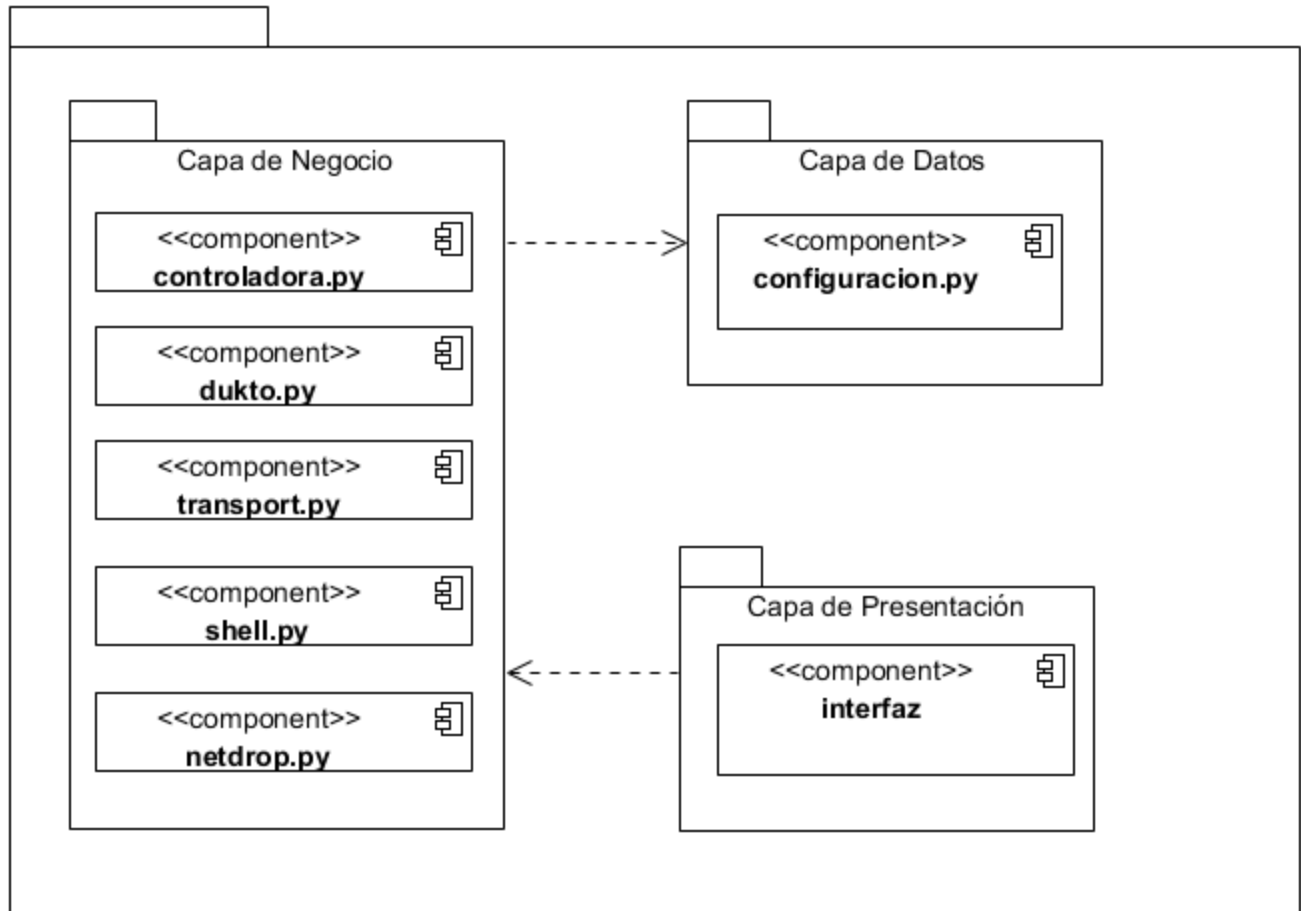 Capa de Negocio
<<component>>
controladora.py
<<component>>
dukto.py
<<component>>
transport.py
<<component>>
shell.py
<<component>>
netdrop.py
Capa de Datos
<<component>>
configuracion.py
Capa de Presentación
<<component>>
interfaz